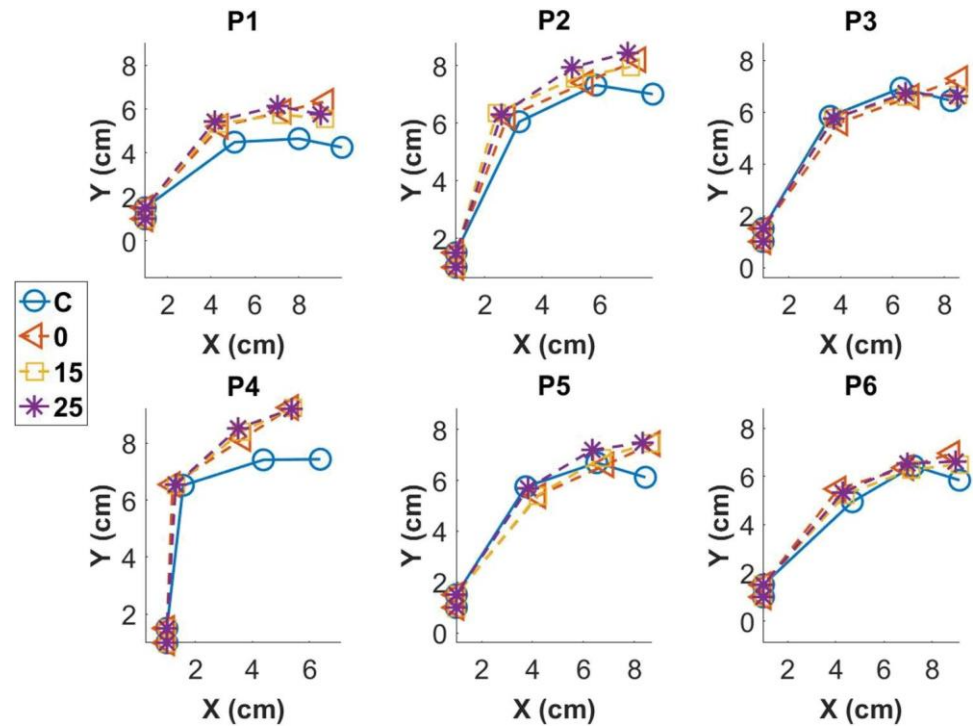 P1 P2 P3
8 8 8
6 6 6
4 4 4
2 2 2
0 0
2 4 6 8 2 4 6 2 4 6 8
Y (cm) Y (cm) Y (cm)
X (cm) X (cm) X (cm)
C
0
15
25
P4 P5 P6
8 8 8
6 6 6
4 4 4
2 2 2
0 0
2 4 6 2 4 6 8 2 4 6 8
Y (cm) Y (cm) Y (cm)
X (cm) X (cm) X (cm)